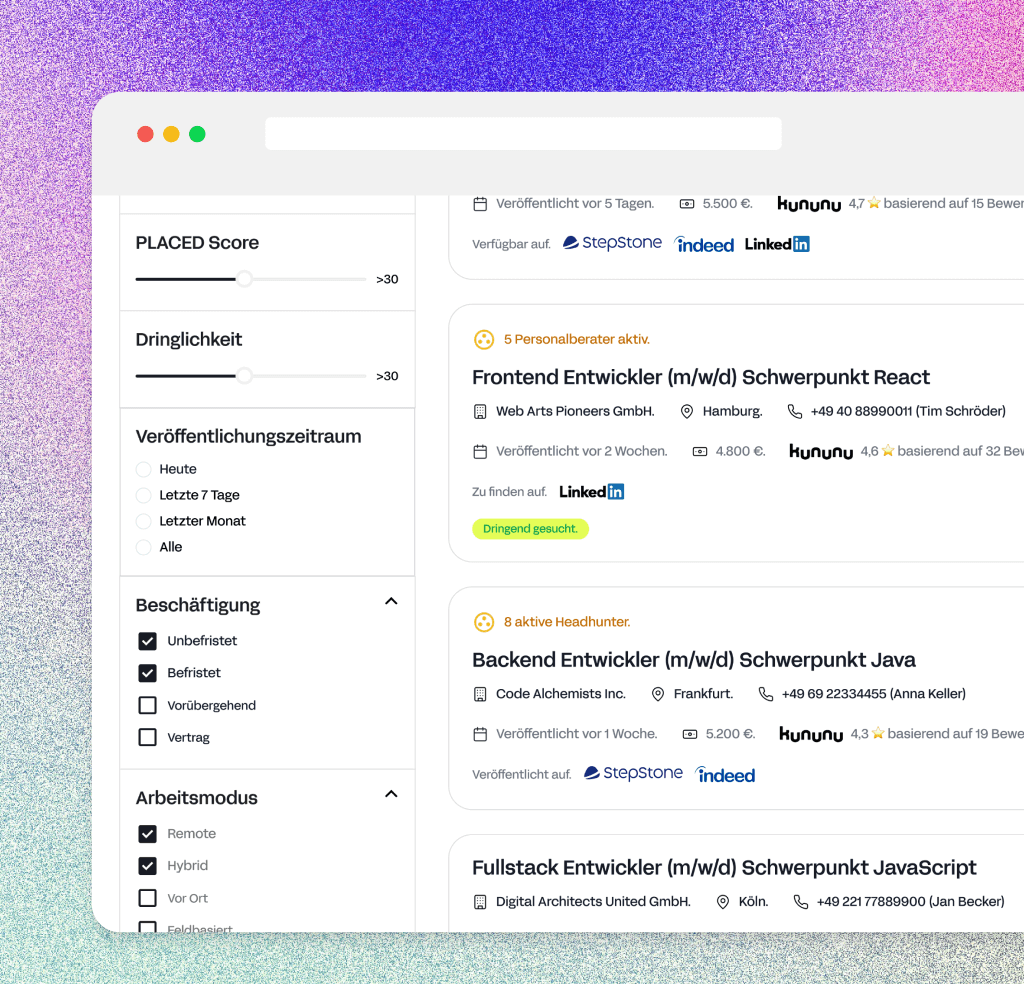 PLACED Score
>30
Dringlichkeit
>30
Veröffentlichungszeitraum
Heute
Letzte 7 Tage
Letzter Monat
Alle
Beschäftigung
Unbefristet
Befristet
Vorübergehend
Vertrag
Arbeitsmodus
Remote
Hybrid
Vor Ort
Feldbasiert
Veröffentlicht vor 5 Tagen. 5.500 €. kununu 4,7 ⭐ basierend auf 15 Bewer
Verfügbar auf. StepStone indeed LinkedIn
5 Personalberater aktiv.
Frontend Entwickler (m/w/d) Schwerpunkt React
Web Arts Pioneers GmbH. Hamburg. +49 40 88990011 (Tim Schröder)
Veröffentlicht vor 2 Wochen. 4.800 €. kununu 4,6 ⭐ basierend auf 32 Bew
Zu finden auf. LinkedIn
Dringend gesucht.
8 aktive Headhunter.
Backend Entwickler (m/w/d) Schwerpunkt Java
Code Alchemists Inc. Frankfurt. +49 69 22334455 (Anna Keller)
Veröffentlicht vor 1 Woche. 5.200 €. kununu 4,3 ⭐ basierend auf 19 Bewe
Veröffentlicht auf. StepStone indeed
Fullstack Entwickler (m/w/d) Schwerpunkt JavaScript
Digital Architects United GmbH. Köln. +49 221 77889900 (Jan Becker)